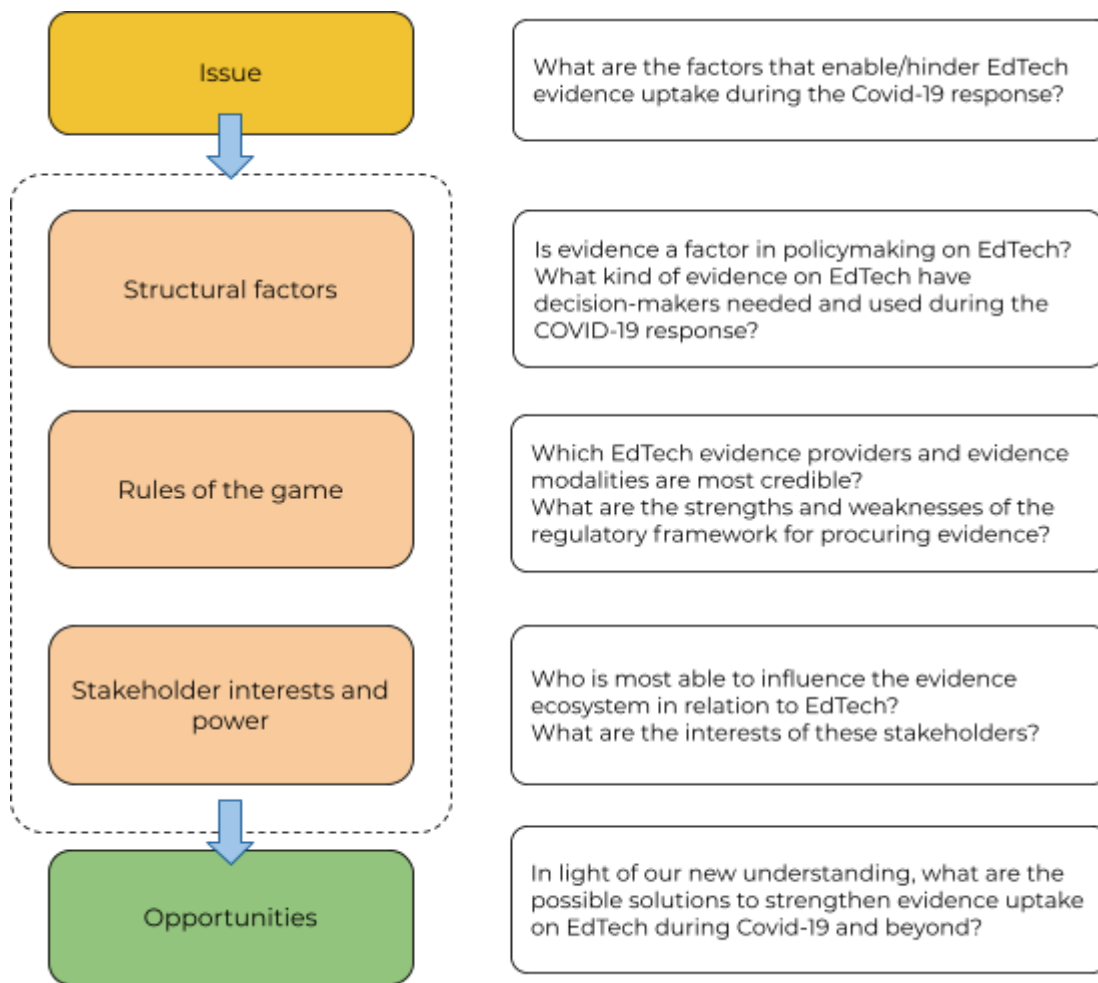 Issue
What are the factors that enable/hinder EdTech
evidence uptake during the Covid-19 response?
Structural factors
Is evidence a factor in policymaking on EdTech?
What kind of evidence on EdTech have
decision-makers needed and used during the
COVID-19 response?
Rules of the game
Which EdTech evidence providers and evidence
modalities are most credible?
What are the strengths and weaknesses of the
regulatory framework for procuring evidence?
Stakeholder interests and
power
Who is most able to influence the evidence
ecosystem in relation to EdTech?
What are the interests of these stakeholders?
Opportunities
In light of our new understanding, what are the
possible solutions to strengthen evidence uptake
on EdTech during Covid-19 and beyond?